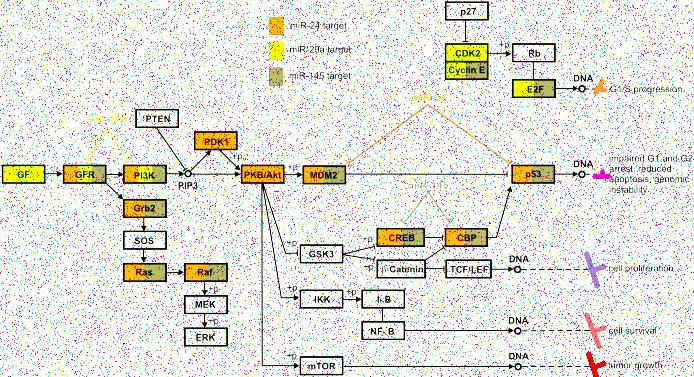 p27
miR-24 target
miR-29a target
miR-145 target
CDK2
+p
Rb
Cyclin E
E2F
DNA
G1/S progression
PTEN
PDK1
+p
GF
GFR
PI3K
PIP3
PKB/Akt
+p
MDM2
p53
DNA
impaired G1 and G2
arrest, reduced
apoptosis, genomic
instability
Grb2
SOS
Ras
Raf
+p
MEK
+p
ERK
+p
GSK3
+p
+p
CREB
CBP
-Catenin
TCF/LEF
DNA
cell proliferation
+p
IKK
+p
I-B
NF-B
DNA
cell survival
+p
mTOR
DNA
tumor growth